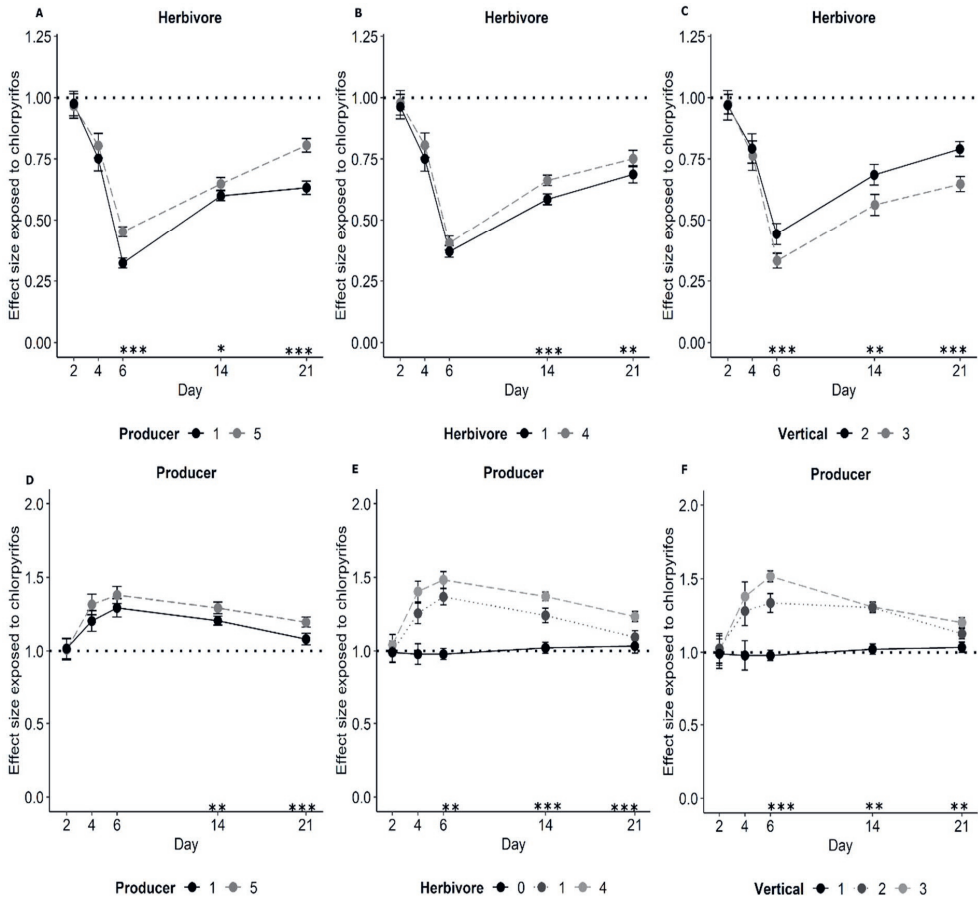 A
Herbivore
Effect size exposed to chlorpyrifos
1.25
1.00
0.75
0.50
0.25
0.00
*** * ***
2 4 6 14 21
Day
Producer 1 5
B
Herbivore
Effect size exposed to chlorpyrifos
1.25
1.00
0.75
0.50
0.25
0.00
*** **
2 4 6 14 21
Day
Herbivore 1 4
C
Herbivore
Effect size exposed to chlorpyrifos
1.25
1.00
0.75
0.50
0.25
0.00
*** ** ***
2 4 6 14 21
Day
Vertical 2 3
D
Producer
Effect size exposed to chlorpyrifos
2.0
1.5
1.0
0.5
0.0
** ***
2 4 6 14 21
Day
Producer 1 5
E
Producer
Effect size exposed to chlorpyrifos
2.0
1.5
1.0
0.5
0.0
** *** ***
2 4 6 14 21
Day
Herbivore 0 1 4
F
Producer
Effect size exposed to chlorpyrifos
2.0
1.5
1.0
0.5
0.0
*** ** **
2 4 6 14 21
Day
Vertical 1 2 3